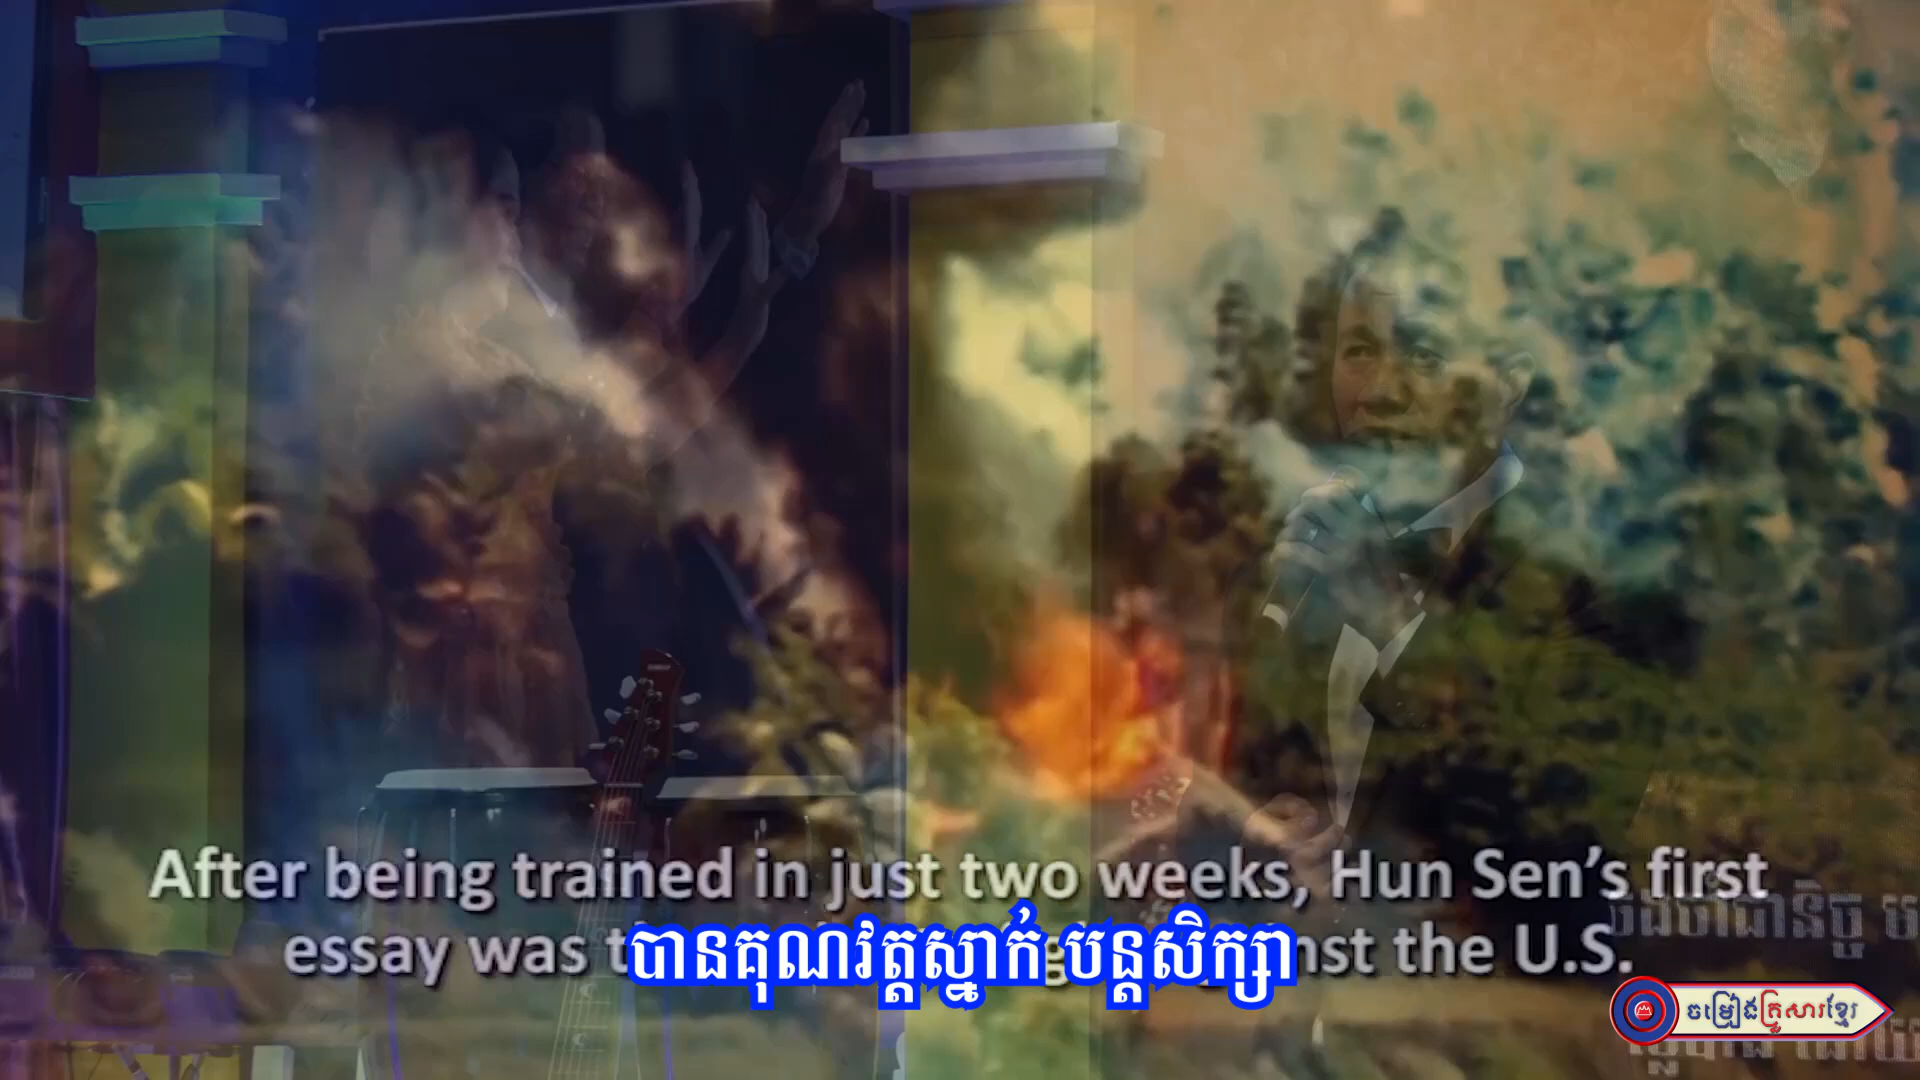 After being trained in just two weeks, Hun Sen’s first
essay was t
nst the U.S.
បានគុណវត្តស្នាក់ បន្តសិក្សា
ចម្រៀងគ្រួសារខ្មែរ